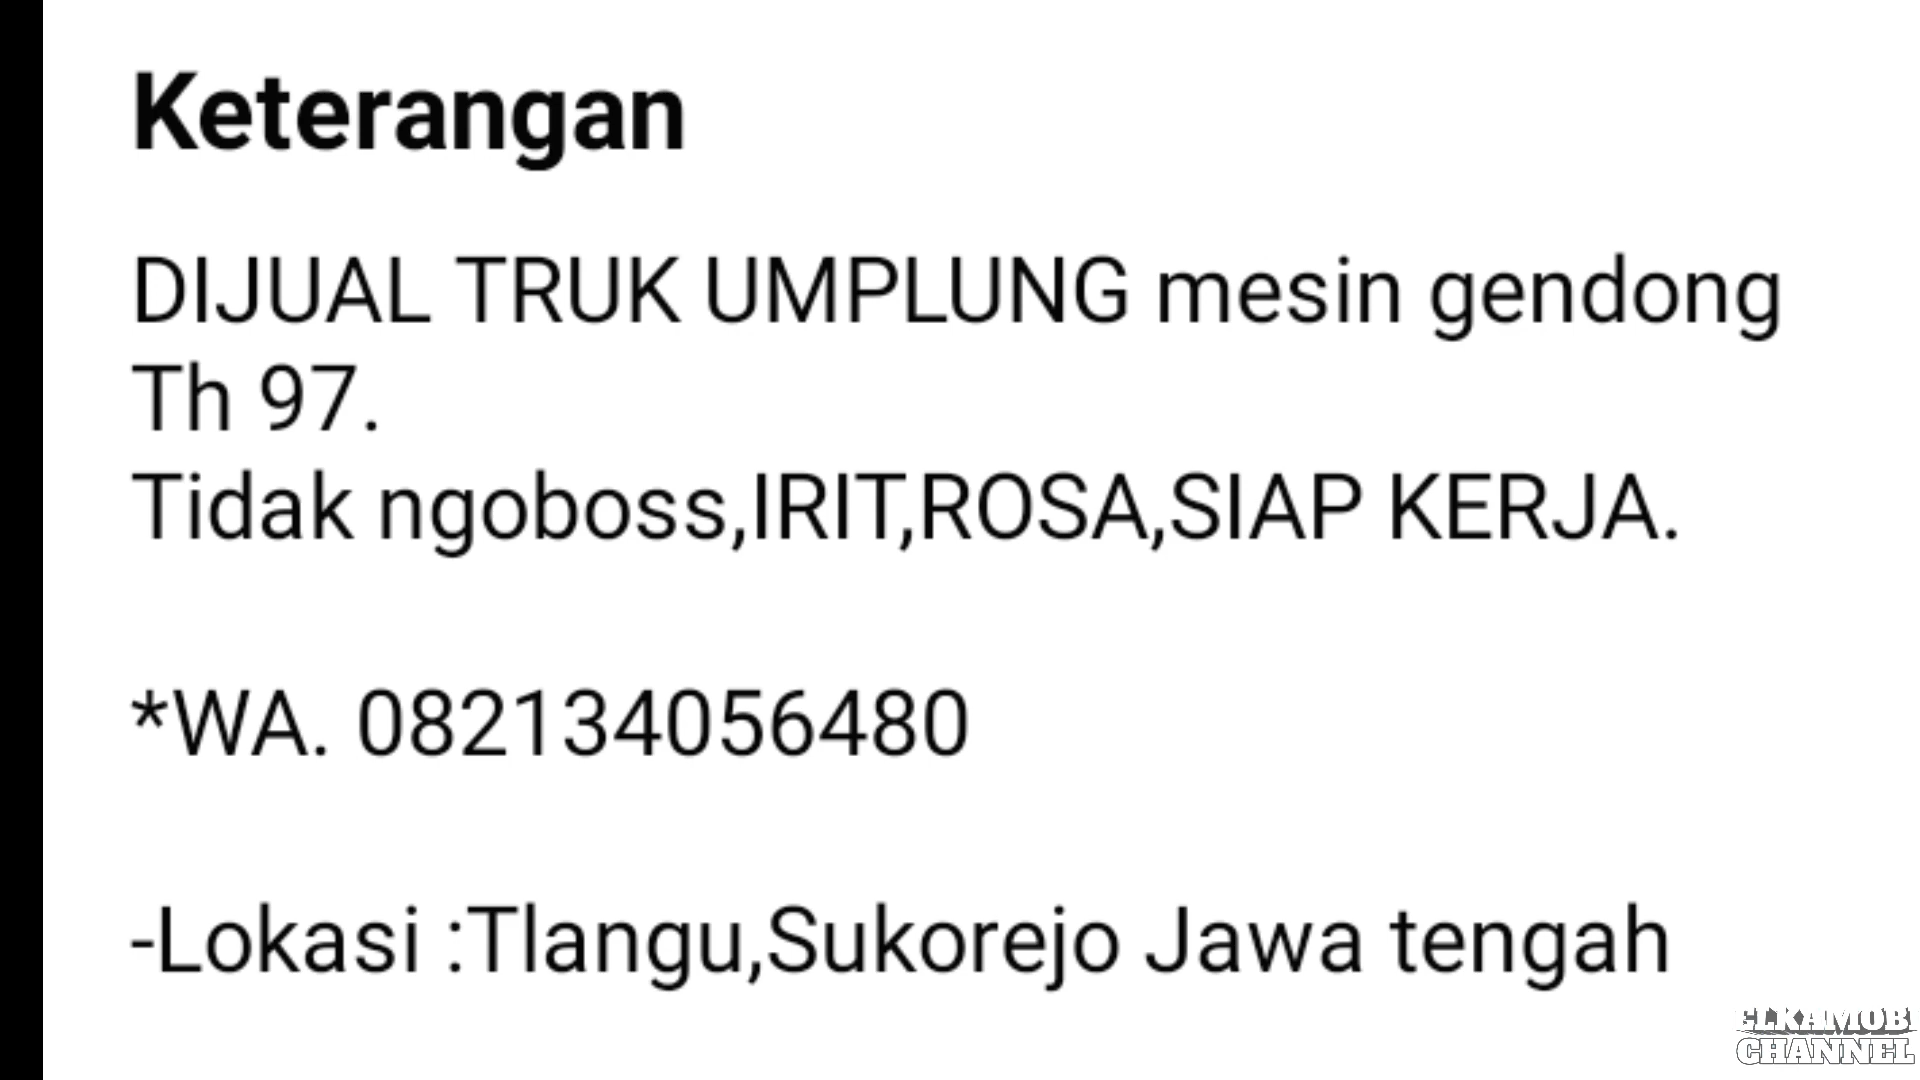 Keterangan
DIJUAL TRUK UMPLUNG mesin gendong
Th 97.
Tidak ngoboss,IRIT,ROSA,SIAP KERJA.
*WA. 082134056480
-Lokasi :Tlangu,Sukorejo Jawa tengah
ELKAMOBI
CHANNEL